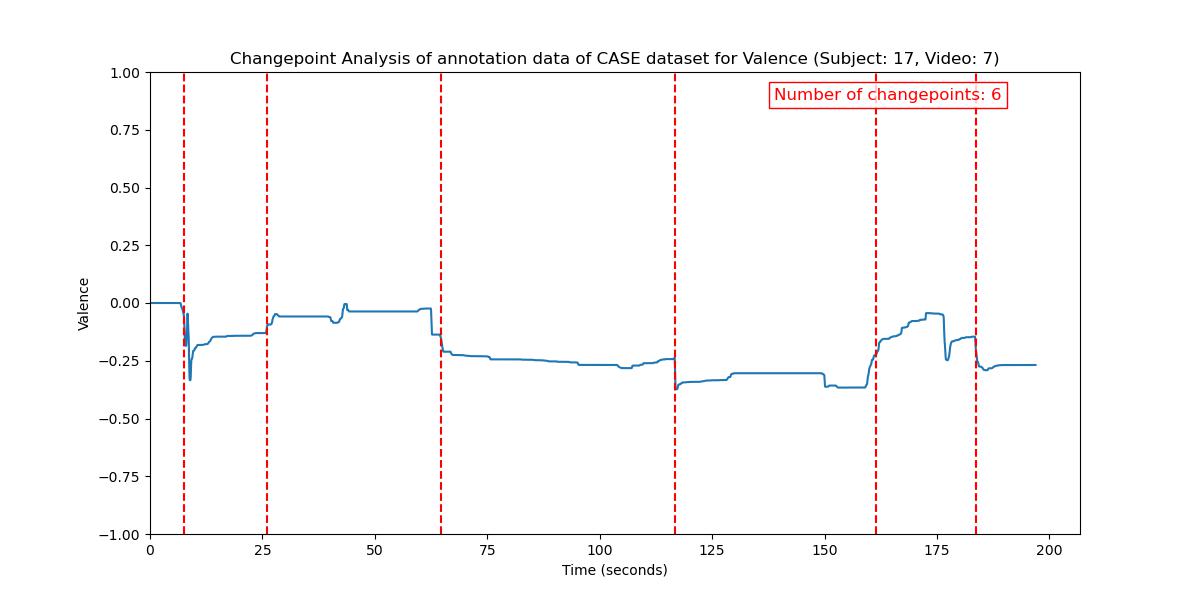 Changepoint Analysis of annotation data of CASE dataset for Valence (Subject: 17, Video: 7)
Number of changepoints: 6
1.00
0.75
0.50
0.25
0.00
−0.25
−0.50
−0.75
−1.00
Valence
0 25 50 75 100 125 150 175 200
Time (seconds)